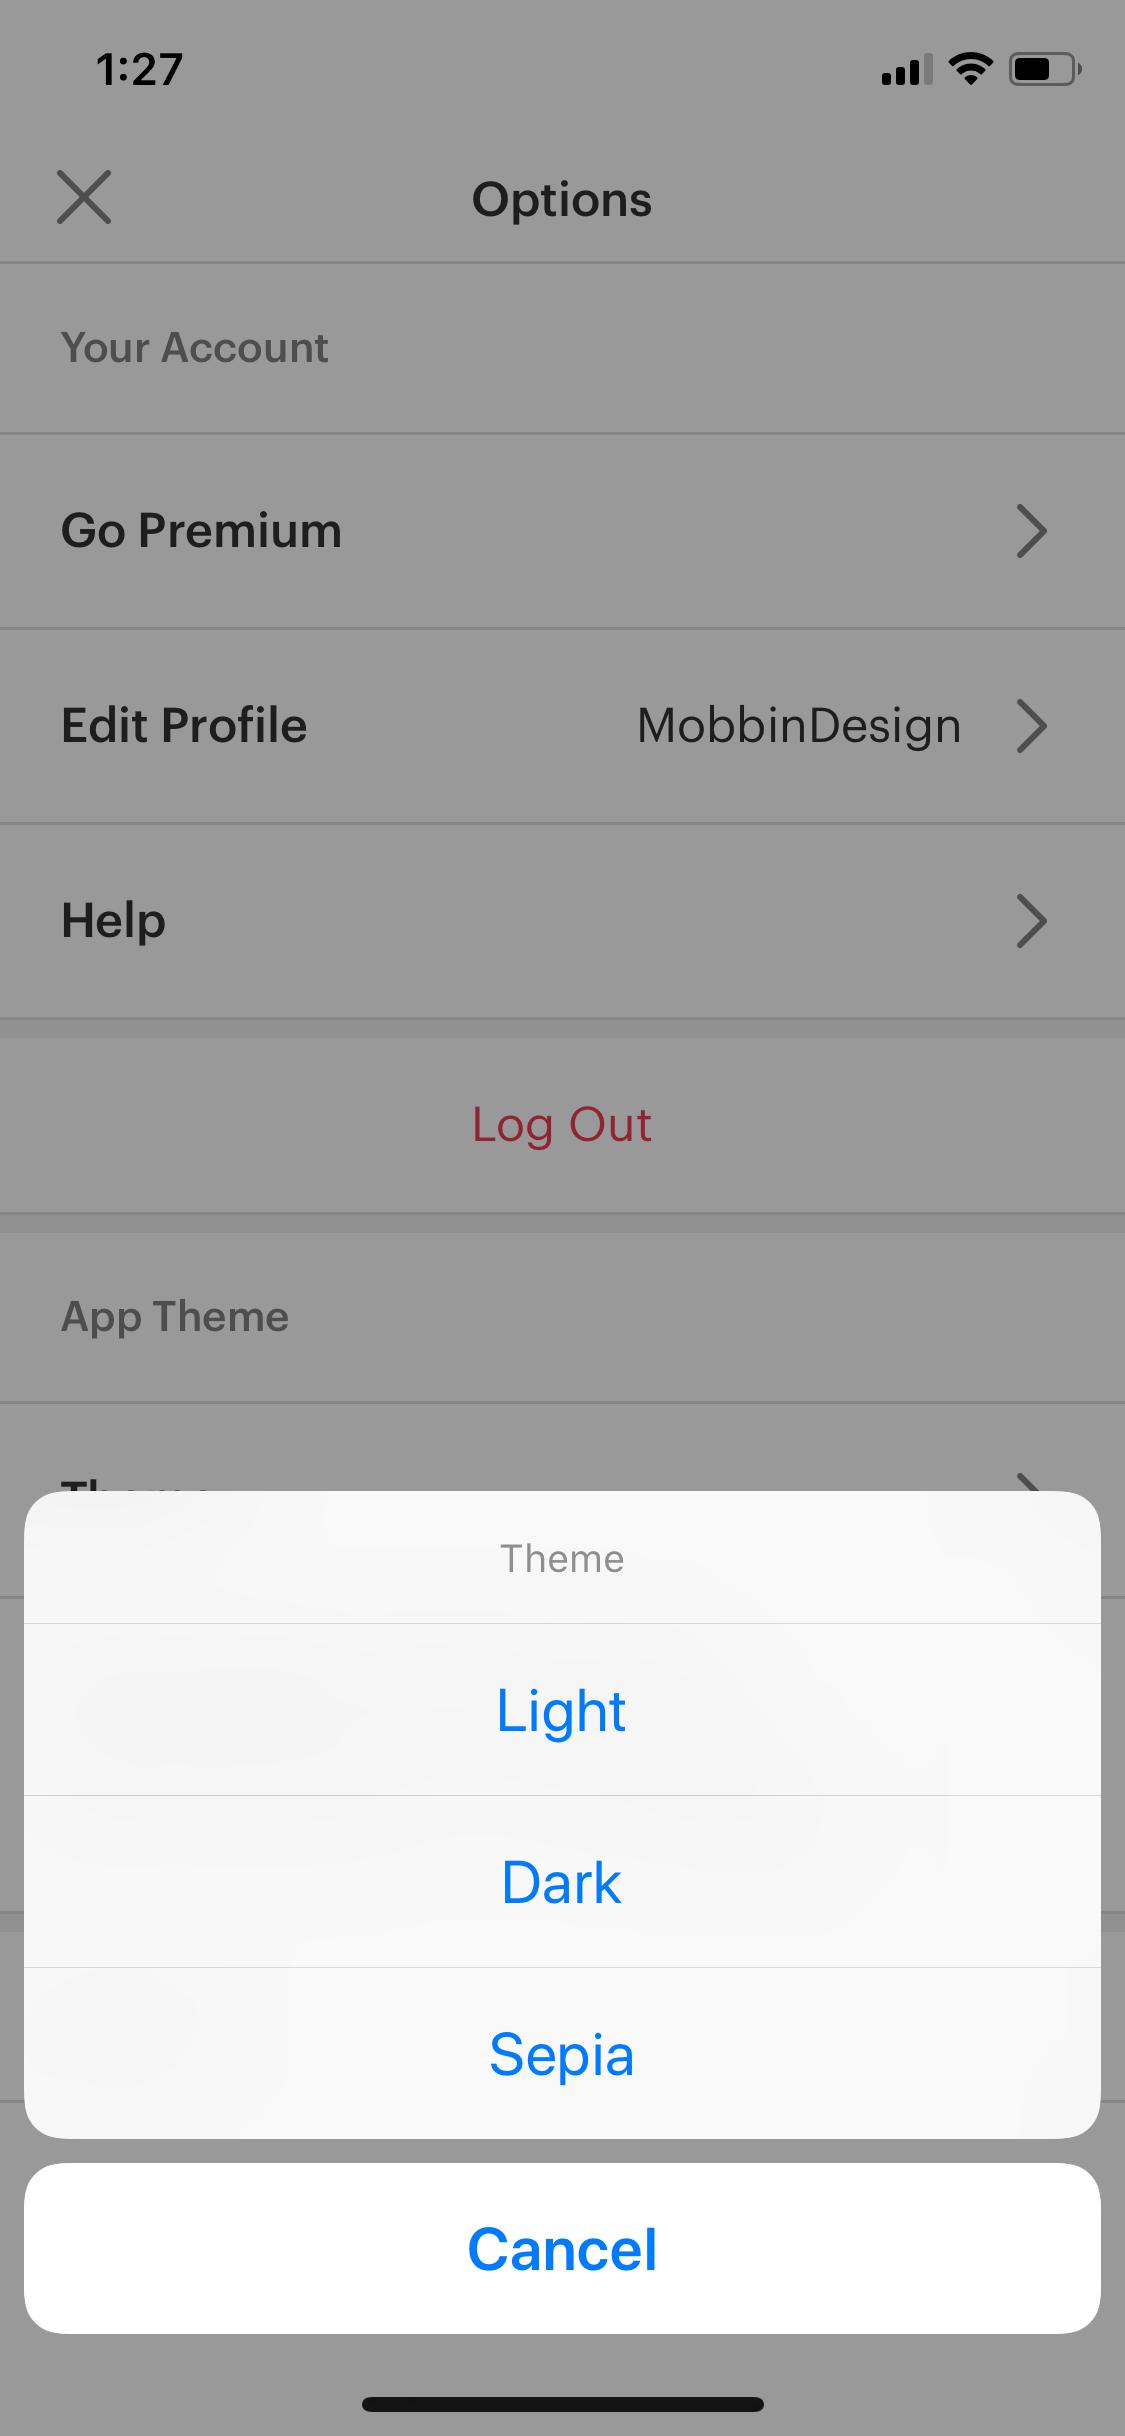 1:27
Options
Your Account
Go Premium
Edit Profile MobbinDesign
Help
Log Out
App Theme
Theme
Theme
Light
Dark
Sepia
Cancel